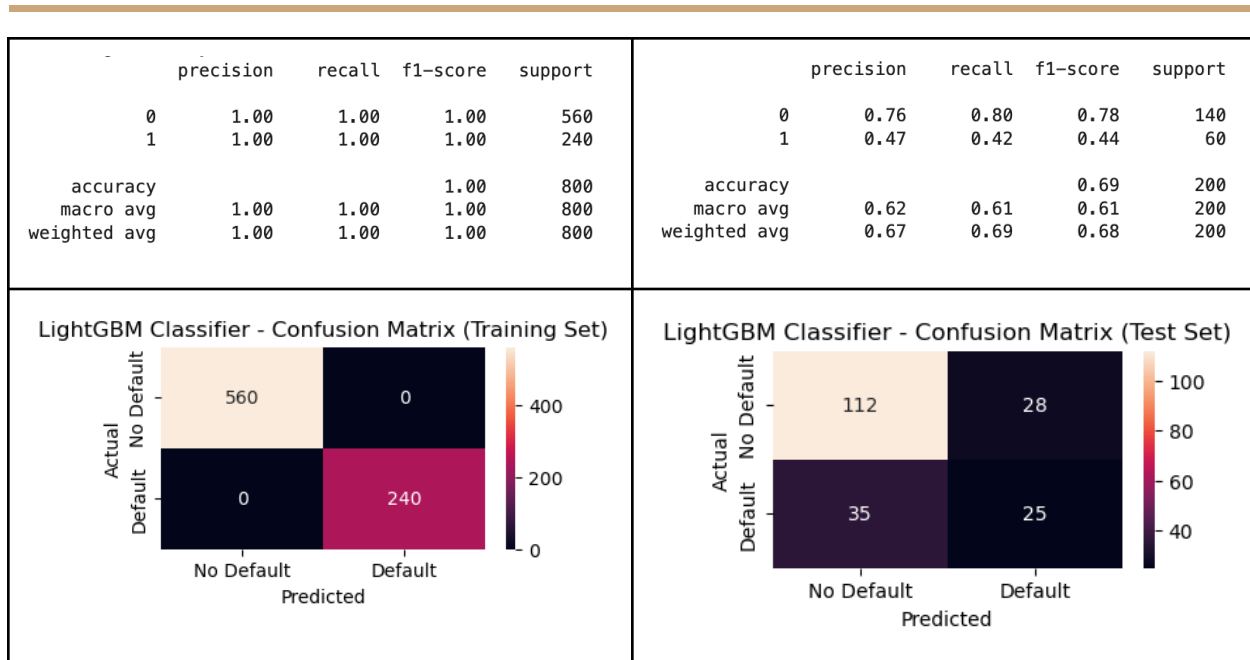 precision recall f1-score support
0 1.00 1.00 1.00 560
1 1.00 1.00 1.00 240
accuracy 1.00 800
macro avg 1.00 1.00 1.00 800
weighted avg 1.00 1.00 1.00 800
precision recall f1-score support
0 0.76 0.80 0.78 140
1 0.47 0.42 0.44 60
accuracy 0.69 200
macro avg 0.62 0.61 0.61 200
weighted avg 0.67 0.69 0.68 200
LightGBM Classifier - Confusion Matrix (Training Set)
Actual
No Default
Default
560 0
0 240
No Default Default
Predicted
400
200
0
LightGBM Classifier - Confusion Matrix (Test Set)
Actual
No Default
Default
112 28
35 25
No Default Default
Predicted
100
80
60
40